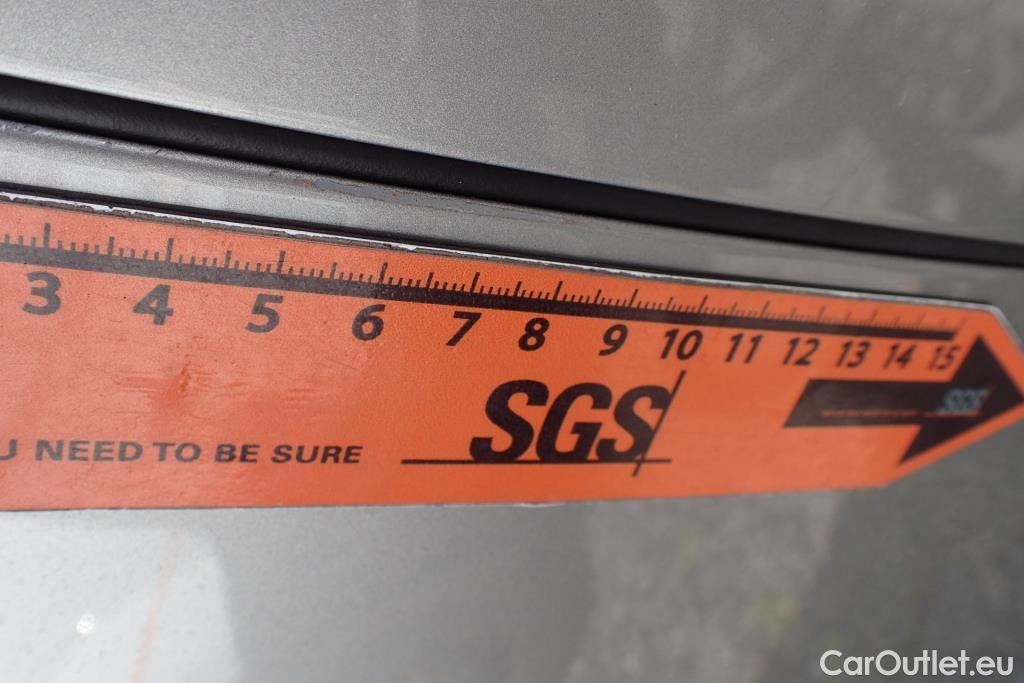 3 4 5 6 7 8 9 10 11 12 13 14 15
SGS
SGS
U NEED TO BE SURE
CarOutlet.eu